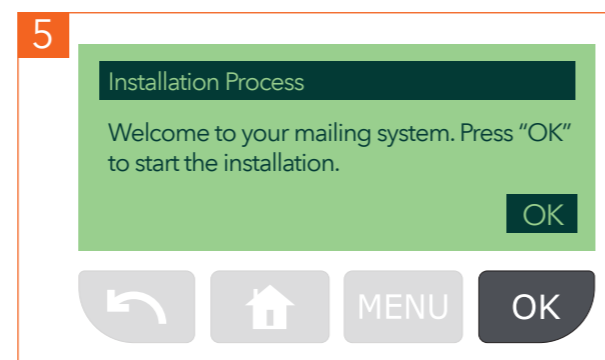 5
Installation Process
Welcome to your mailing system. Press “OK”
to start the installation.
OK
MENU OK